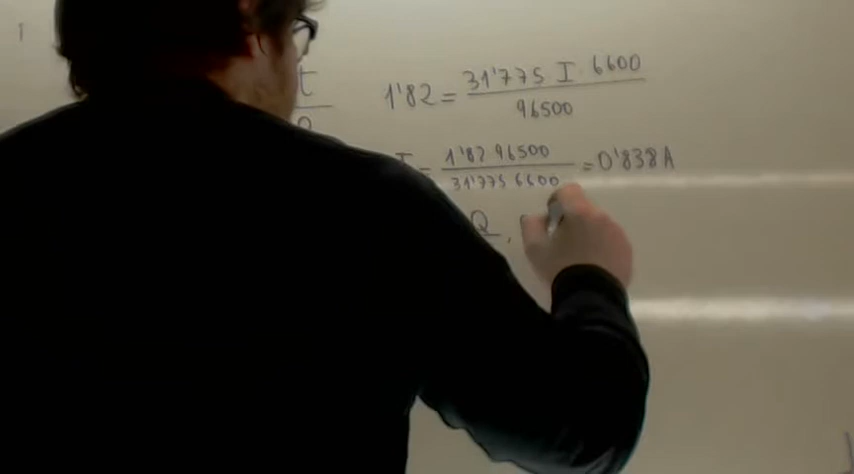 t
1'82 = 31'775 I · 6600 / 96500
I = 1'82 96500 / 31'775 6600 = 0'838 A
Q